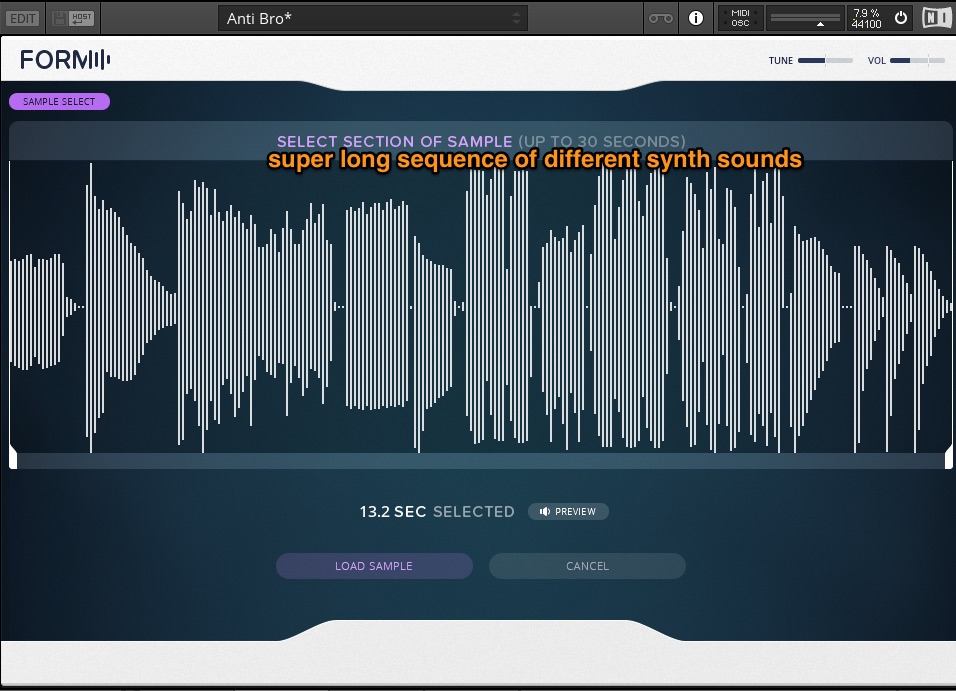 EDIT
HOST
Anti Bro*
i
MIDI
OSC
7.9 %
44100
NI
FORM
TUNE
VOL
SAMPLE SELECT
SELECT SECTION OF SAMPLE (UP TO 30 SECONDS)
super long sequence of different synth sounds
13.2 SEC SELECTED
PREVIEW
LOAD SAMPLE
CANCEL